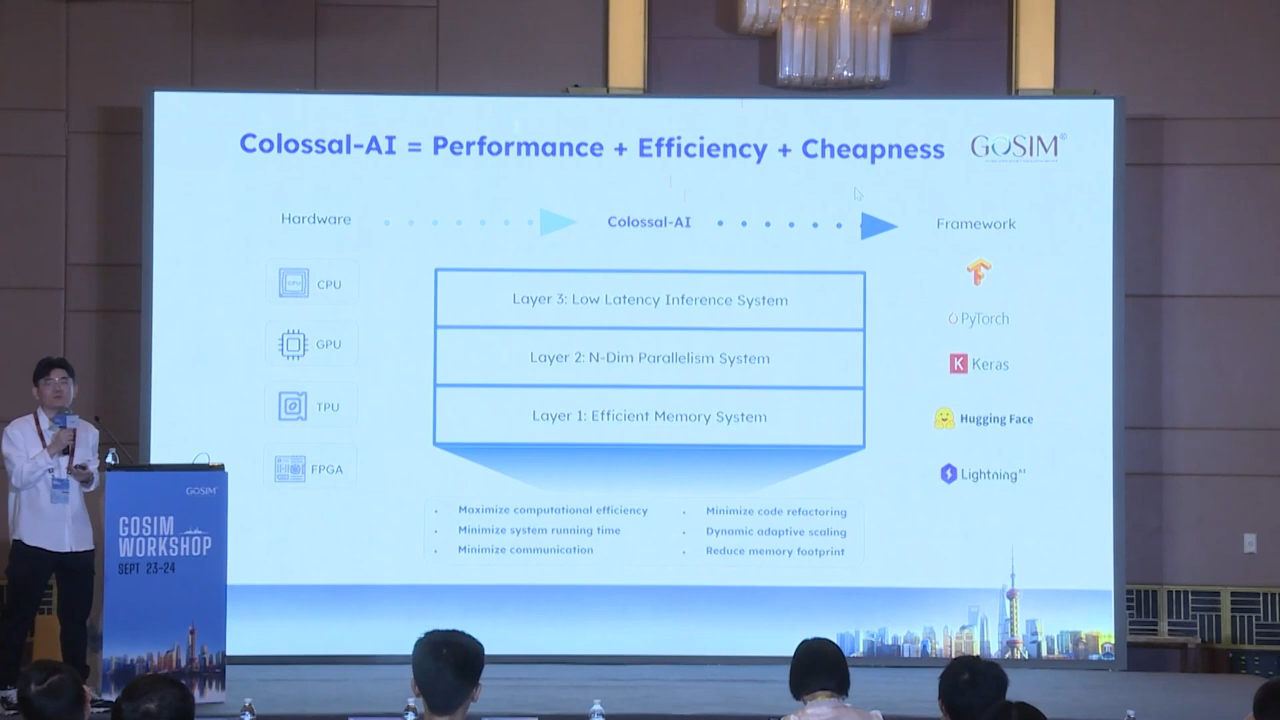 Colossal-AI = Performance + Efficiency + Cheapness
GOSIM
Hardware
Colossal-AI
Framework
CPU
GPU
TPU
FPGA
Layer 3: Low Latency Inference System
Layer 2: N-Dim Parallelism System
Layer 1: Efficient Memory System
PyTorch
K Keras
Hugging Face
Lightning AI
• Maximize computational efficiency
• Minimize system running time
• Minimize communication
• Minimize code refactoring
• Dynamic adaptive scaling
• Reduce memory footprint
GOSIM
GOSIM
WORKSHOP
SEPT 23-24